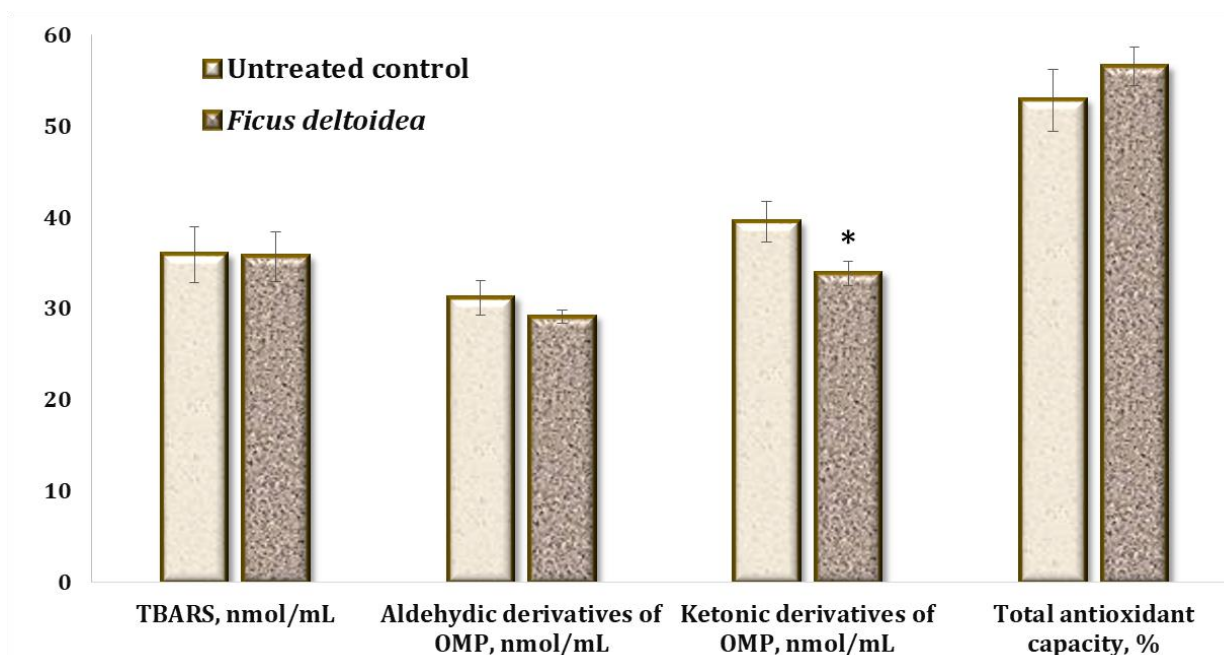 60
50
40
30
20
10
0
Untreated control
Ficus deltoidea
*
TBARS, nmol/mL
Aldehydic derivatives of
OMP, nmol/mL
Ketonic derivatives of
OMP, nmol/mL
Total antioxidant
capacity, %